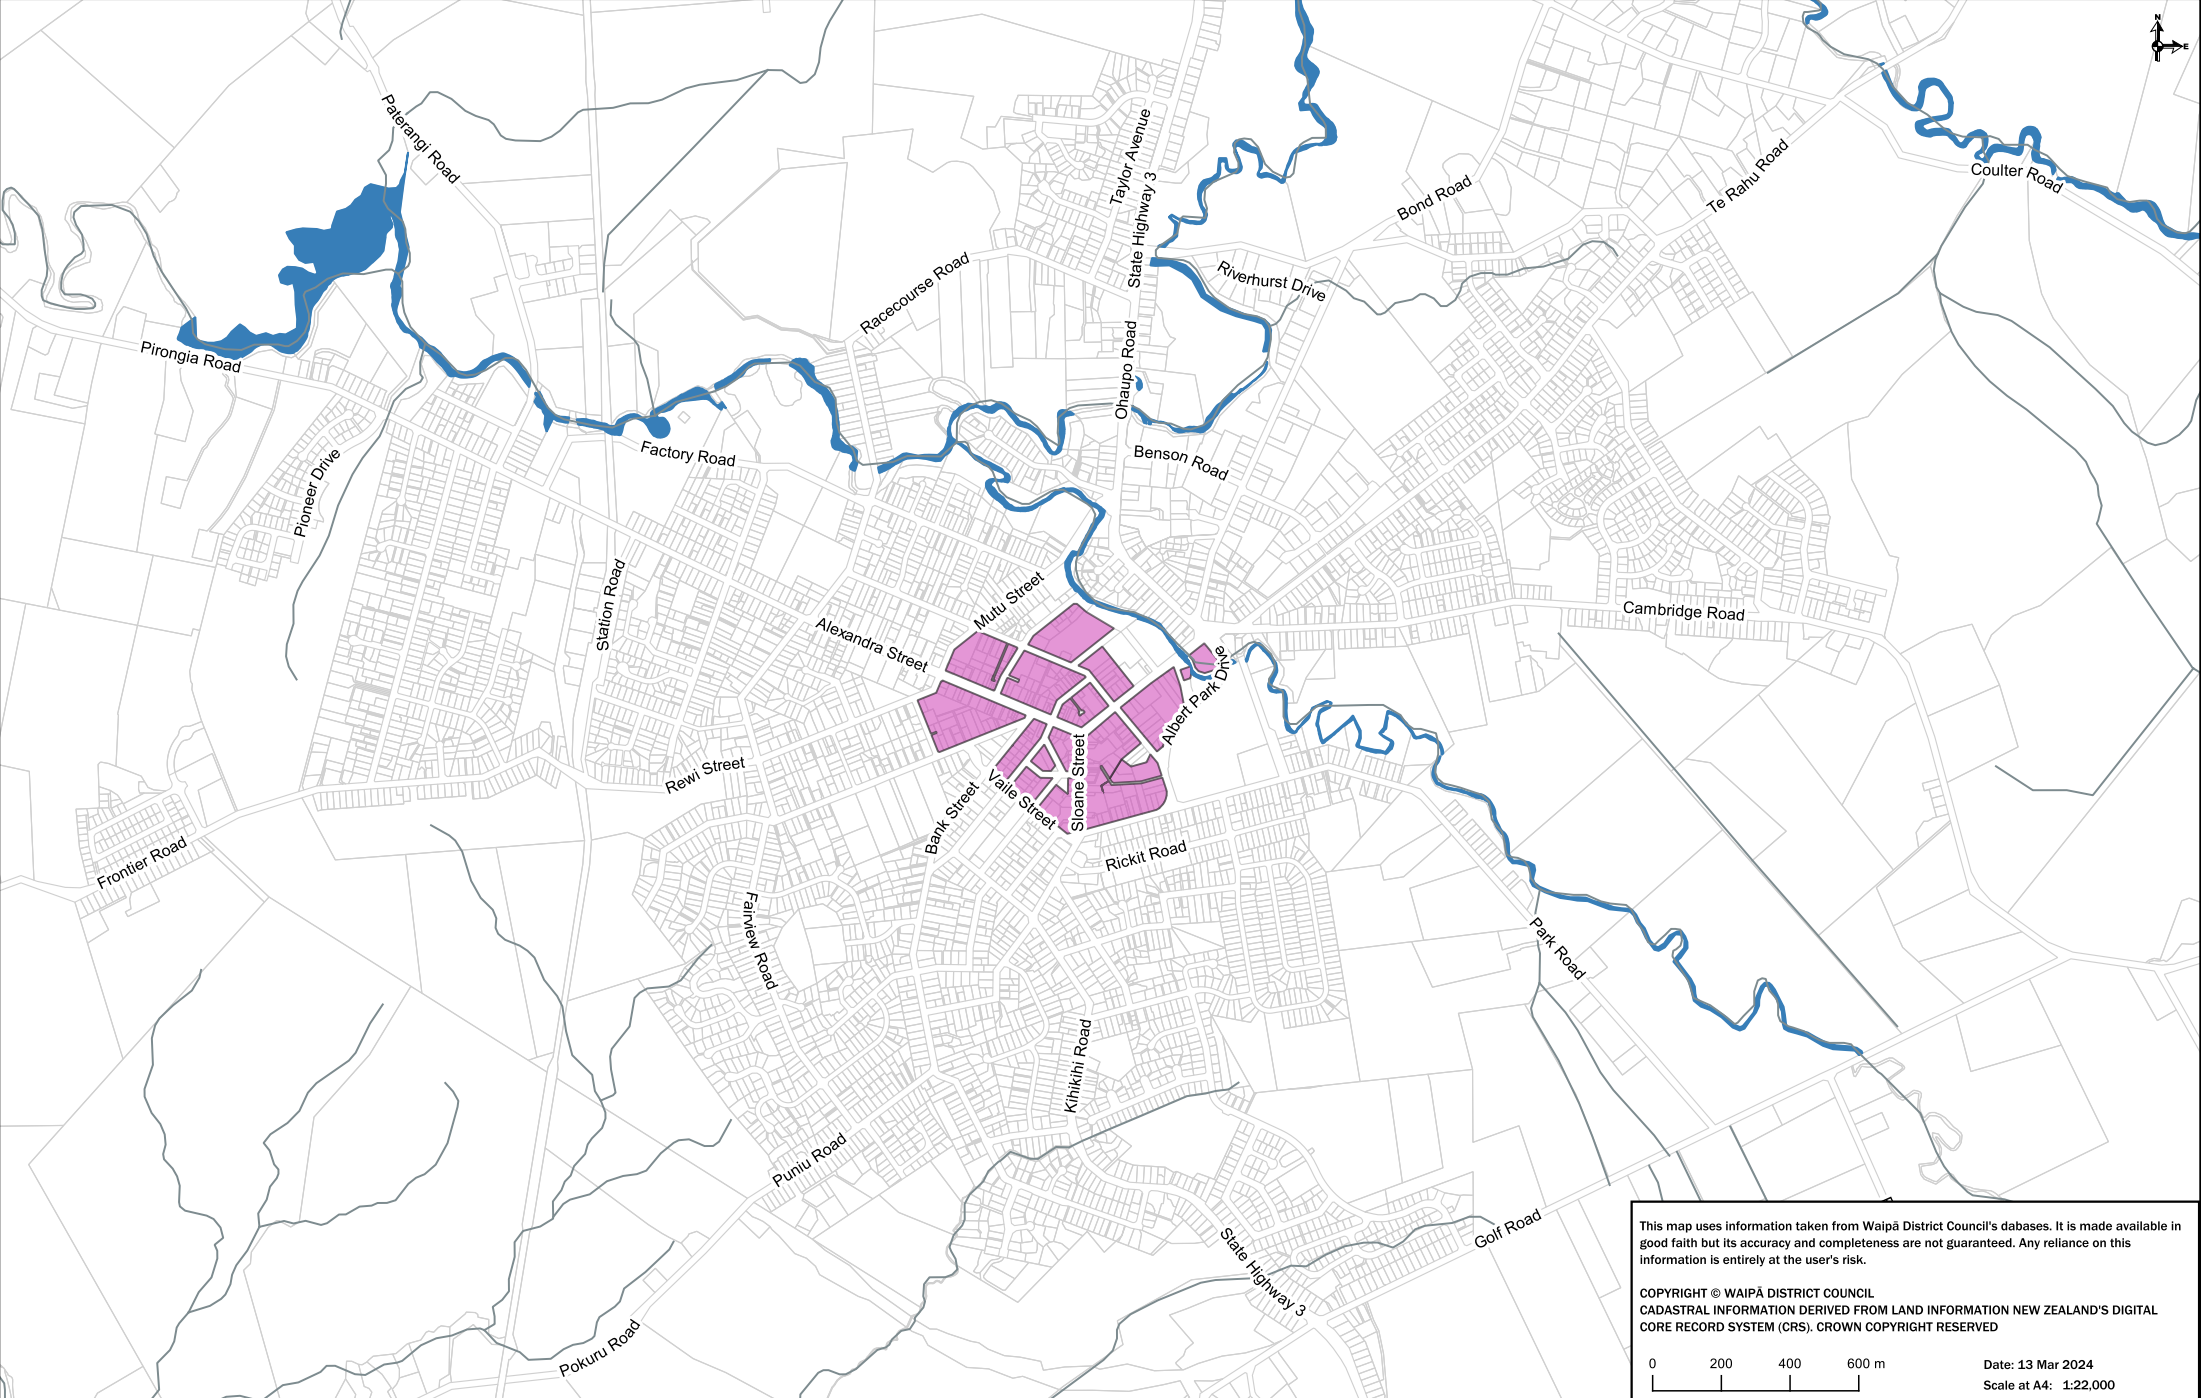 N
E
Paterangi Road
Taylor Avenue
State Highway 3
Bond Road
Te Rahu Road
Coulter Road
Racecourse Road
Riverhurst Drive
Pirongia Road
Ohaupo Road
Factory Road
Benson Road
Pioneer Drive
Station Road
Mutu Street
Alexandra Street
Cambridge Road
Albert Park Drive
Rewi Street
Bank Street
Vaile Street
Sloane Street
Rickit Road
Frontier Road
Fairview Road
Park Road
Kihikihi Road
Puniu Road
State Highway 3
Golf Road
Pokuru Road
This map uses information taken from Waipā District Council's dabases. It is made available in
good faith but its accuracy and completeness are not guaranteed. Any reliance on this
information is entirely at the user's risk.
COPYRIGHT © WAIPĀ DISTRICT COUNCIL
CADASTRAL INFORMATION DERIVED FROM LAND INFORMATION NEW ZEALAND'S DIGITAL
CORE RECORD SYSTEM (CRS). CROWN COPYRIGHT RESERVED
0 200 400 600 m
Date: 13 Mar 2024
Scale at A4: 1:22,000